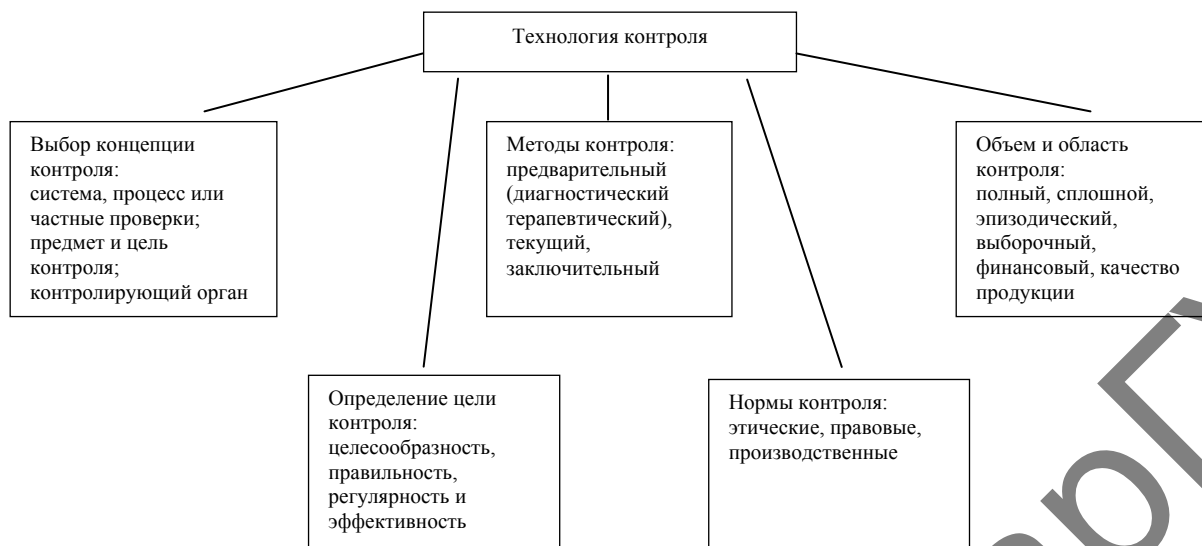 Технология контроля
Выбор концепции
контроля:
система, процесс или
частные проверки;
предмет и цель
контроля;
контролирующий орган
Методы контроля:
предварительный
(диагностический
терапевтический),
текущий,
заключительный
Объем и область
контроля:
полный, сплошной,
эпизодический,
выборочный,
финансовый, качество
продукции
Определение цели
контроля:
целесообразность,
правильность,
регулярность и
эффективность
Нормы контроля:
этические, правовые,
производственные